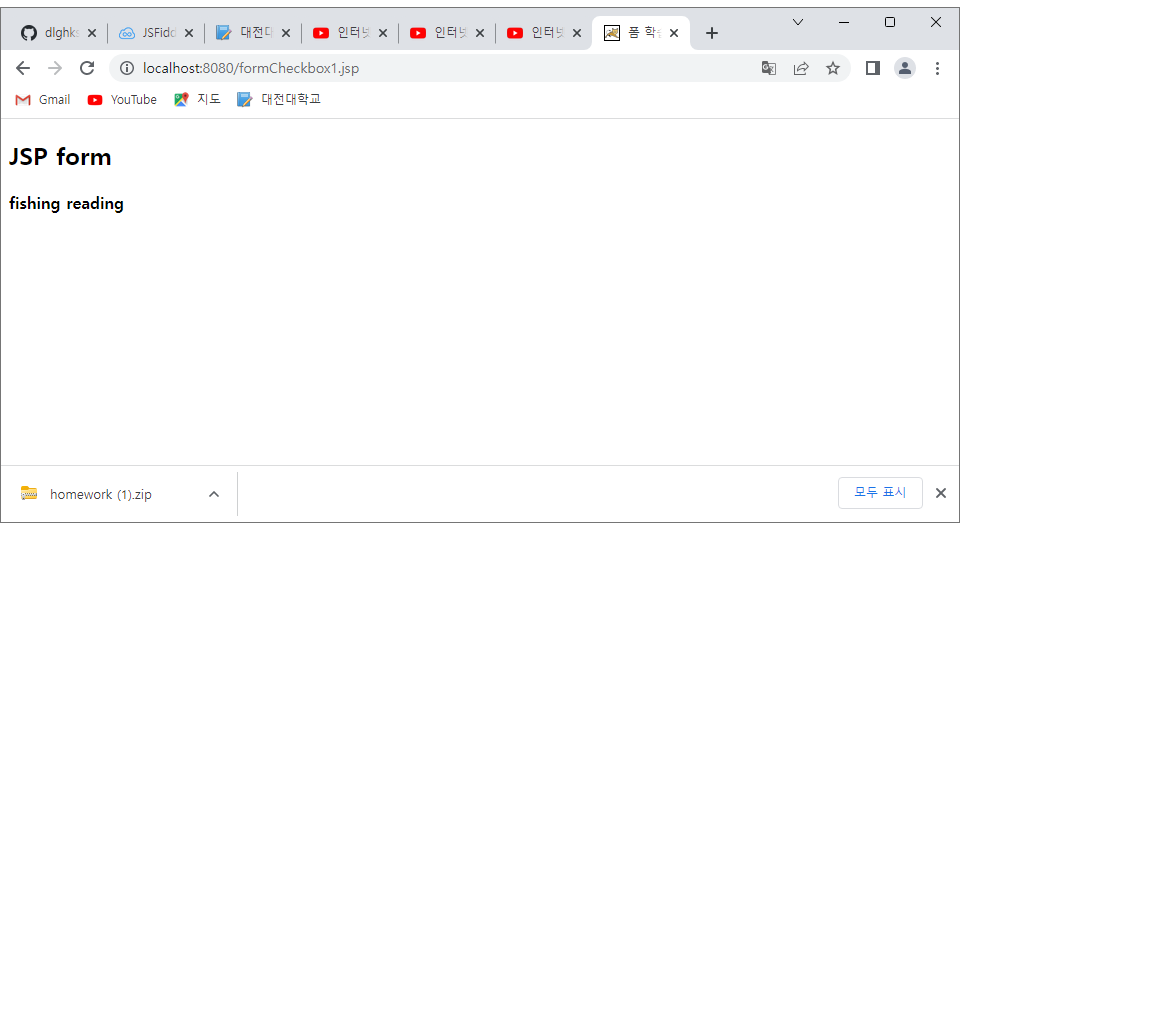 dlghks
JSFidd
대전대
인터넷
인터넷
인터넷
폼 학습
localhost:8080/formCheckbox1.jsp
Gmail YouTube 지도 대전대학교
JSP form
fishing reading
homework (1).zip
모두 표시